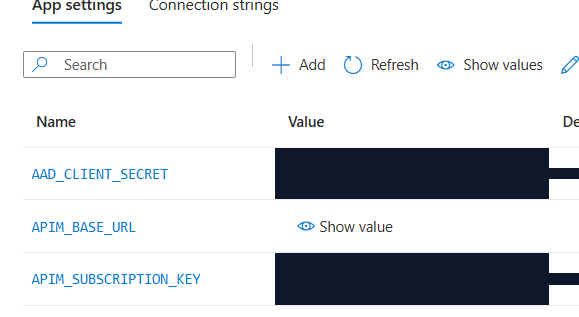 App settings Connection strings
Search Add Refresh Show values
Name Value De
AAD_CLIENT_SECRET
APIM_BASE_URL Show value
APIM_SUBSCRIPTION_KEY